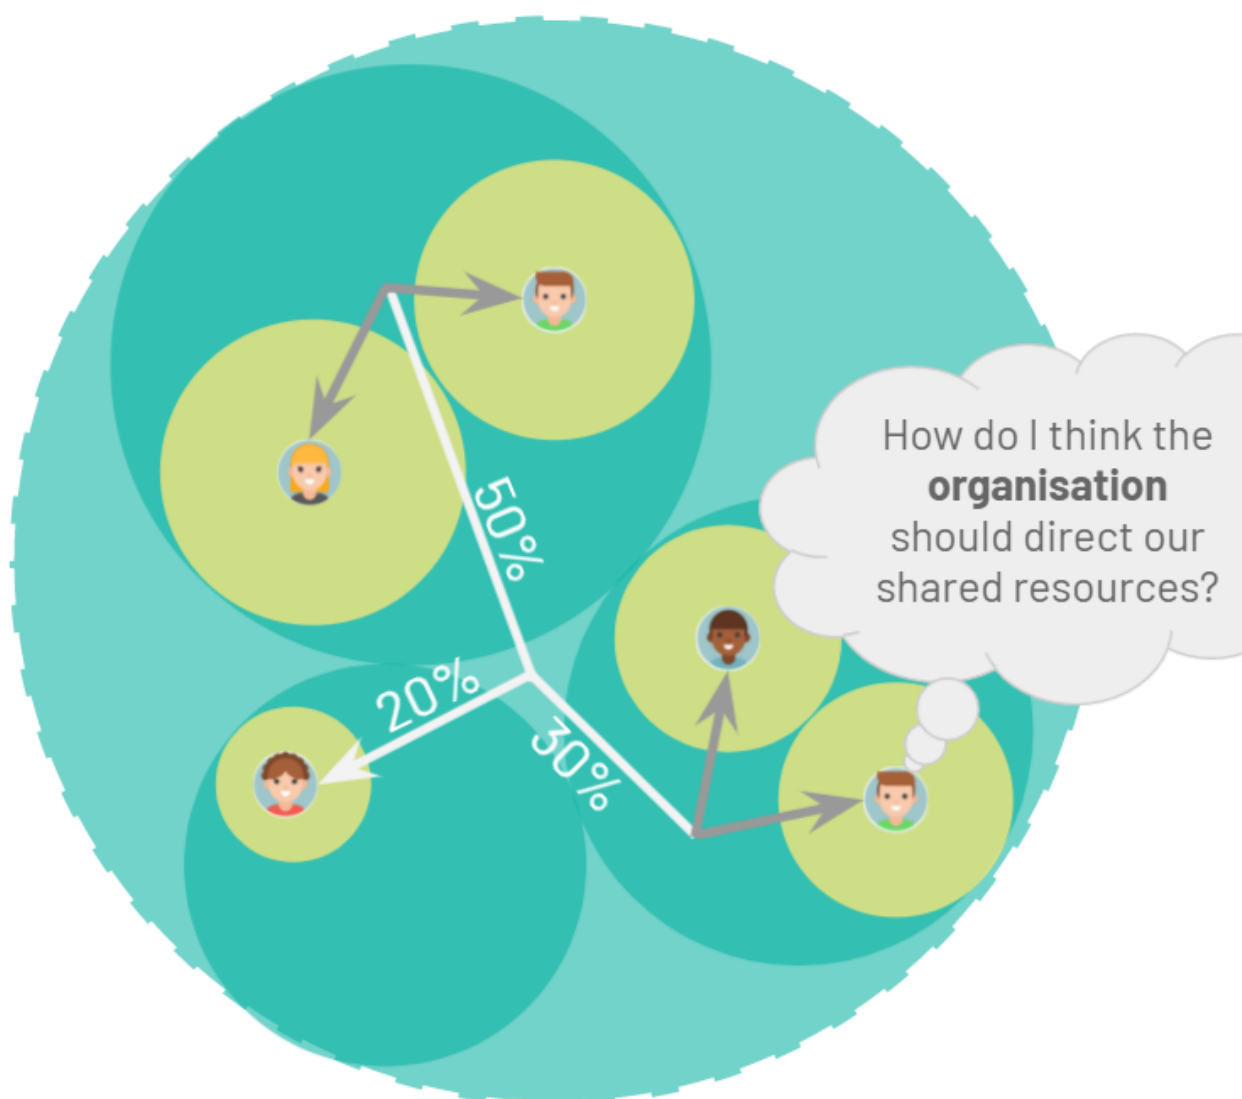 How do I think the
organisation
should direct our
shared resources?
50%
20%
30%